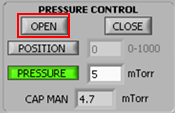 PRESSURE CONTROL
OPEN CLOSE
POSITION 0 0-1000
PRESSURE 5 mTorr
CAP MAN 4.7 mTorr